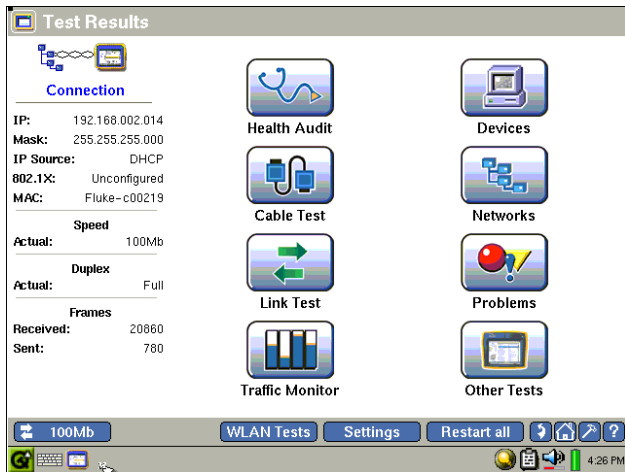 Test Results
Connection
IP: 192.168.002.014
Mask: 255.255.255.000
IP Source: DHCP
802.1X: Unconfigured
MAC: Fluke-c00219
Speed
Actual: 100Mb
Duplex
Actual: Full
Frames
Received: 20860
Sent: 780
Health Audit
Devices
Cable Test
Networks
Link Test
Problems
Traffic Monitor
Other Tests
100Mb
WLAN Tests
Settings
Restart all
?
4:26 PM